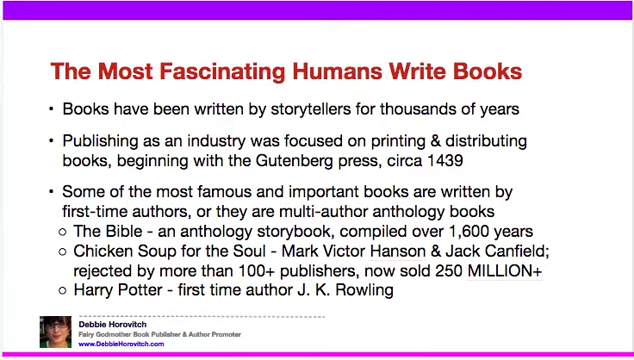 The Most Fascinating Humans Write Books
• Books have been written by storytellers for thousands of years
• Publishing as an industry was focused on printing & distributing
books, beginning with the Gutenberg press, circa 1439
• Some of the most famous and important books are written by
first-time authors, or they are multi-author anthology books
○ The Bible - an anthology storybook, compiled over 1,600 years
○ Chicken Soup for the Soul - Mark Victor Hanson & Jack Canfield;
rejected by more than 100+ publishers, now sold 250 MILLION+
○ Harry Potter - first time author J. K. Rowling
Debbie Horovitch
Fairy Godmother Book Publisher & Author Promoter
www.DebbieHorovitch.com